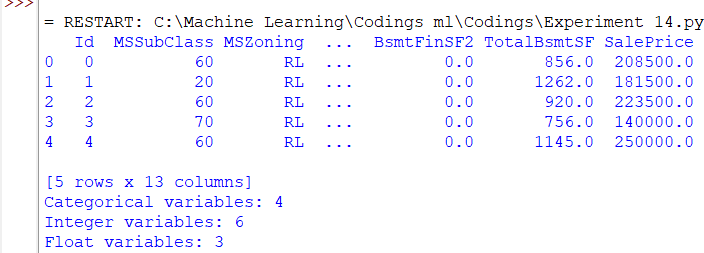 >>>
= RESTART: C:\Machine Learning\Codings ml\Codings\Experiment 14.py
   Id  MSSubClass MSZoning  ...  BsmtFinSF2 TotalBsmtSF SalePrice
0   0          60       RL  ...         0.0       856.0  208500.0
1   1          20       RL  ...         0.0      1262.0  181500.0
2   2          60       RL  ...         0.0       920.0  223500.0
3   3          70       RL  ...         0.0       756.0  140000.0
4   4          60       RL  ...         0.0      1145.0  250000.0
[5 rows x 13 columns]
Categorical variables: 4
Integer variables: 6
Float variables: 3